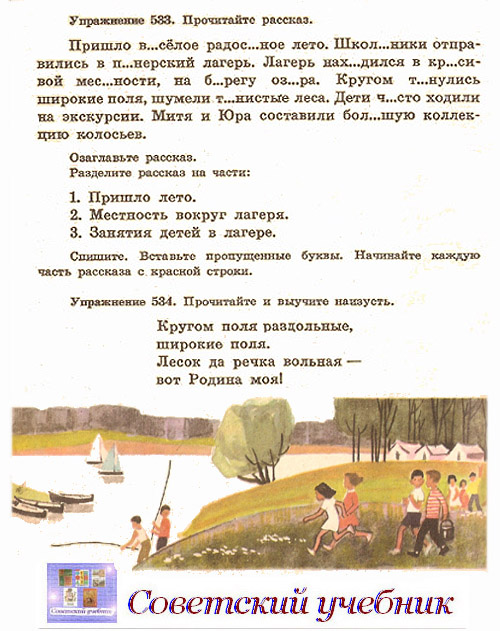 Упражнение 533. Прочитайте рассказ.
Пришло в...сёлое радос...ное лето. Школ...ники отпра-
вились в п...нерский лагерь. Лагерь нах...дился в кр...си-
вой мес...ности, на б...регу оз...ра. Кругом т...нулись
широкие поля, шумели т...нистые леса. Дети ч...сто ходили
на экскурсии. Митя и Юра составили бол...шую коллек-
цию колосьев.
Озаглавьте рассказ.
Разделите рассказ на части:
1. Пришло лето.
2. Местность вокруг лагеря.
3. Занятия детей в лагере.
Спишите. Вставьте пропущенные буквы. Начинайте каждую
часть рассказа с красной строки.
Упражнение 534. Прочитайте и выучите наизусть.
Кругом поля раздольные,
широкие поля.
Лесок да речка вольная —
вот Родина моя!
Советский учебник
Советский учебник